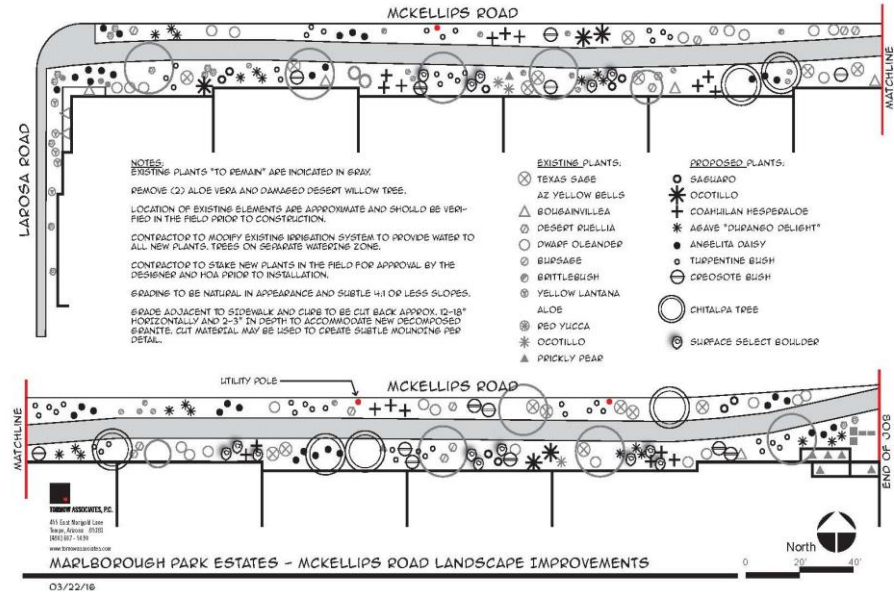 MCKELLIPS ROAD
LAROSA ROAD
MATCHLINE
NOTES:
EXISTING PLANTS "TO REMAIN" ARE INDICATED IN GRAY.
REMOVE (2) ALOE VERA AND DAMAGED DESERT WILLOW TREE.
LOCATION OF EXISTING ELEMENTS ARE APPROXIMATE AND SHOULD BE VERI-
FIED IN THE FIELD PRIOR TO CONSTRUCTION.
CONTRACTOR TO MODIFY EXISTING IRRIGATION SYSTEM TO PROVIDE WATER TO
ALL NEW PLANTS. TREES ON SEPARATE WATERING ZONE.
CONTRACTOR TO STAKE NEW PLANTS IN THE FIELD FOR APPROVAL BY THE
DESIGNER AND HOA PRIOR TO INSTALLATION.
GRADING TO BE NATURAL IN APPEARANCE AND SUBTLE 4:1 OR LESS SLOPES.
GRADE ADJACENT TO SIDEWALK AND CURB TO BE CUT BACK APPROX. 12-18"
HORIZONTALLY AND 2-3" IN DEPTH TO ACCOMMODATE NEW DECOMPOSED
GRANITE. CUT MATERIAL MAY BE USED TO CREATE SUBTLE MOUNDING PER
DETAIL.
EXISTING PLANTS:
TEXAS SAGE
AZ YELLOW BELLS
BOUGAINVILLEA
DESERT RUELLIA
DWARF OLEANDER
BURSAGE
BRITTLEBUSH
YELLOW LANTANA
ALOE
RED YUCCA
OCOTILLO
PRICKLY PEAR
PROPOSED PLANTS:
SAGUARO
OCOTILLO
COAHUILAN HESPERALOE
AGAVE "DURANGO DELIGHT"
ANGELITA DAISY
TURPENTINE BUSH
CREOSOTE BUSH
CHITALPA TREE
SURFACE SELECT BOULDER
UTILITY POLE
MCKELLIPS ROAD
MATCHLINE
END OF JOB
TORNOW ASSOCIATES, P.C.
Tempe, Arizona
www.tornowassociates.com
MARLBOROUGH PARK ESTATES - MCKELLIPS ROAD LANDSCAPE IMPROVEMENTS
03/22/16
North
0 20' 40'